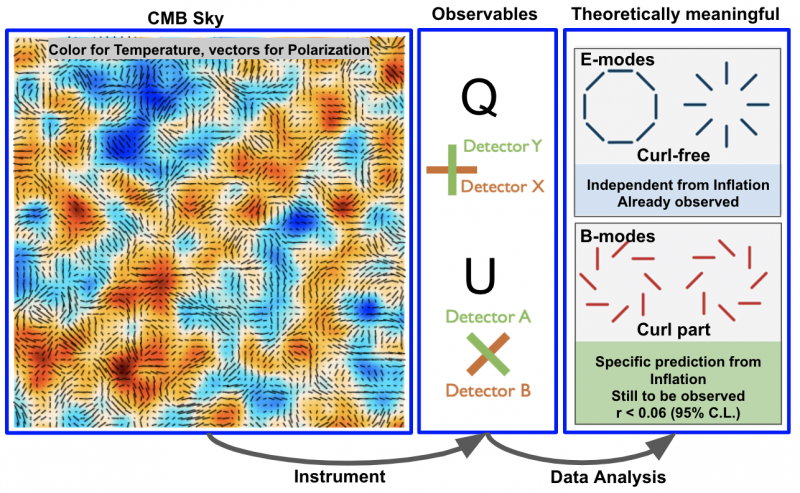 CMB Sky
Color for Temperature, vectors for Polarization
Observables
Q
Detector Y
Detector X
U
Detector A
Detector B
Theoretically meaningful
E-modes
Curl-free
Independent from Inflation
Already observed
B-modes
Curl part
Specific prediction from
Inflation
Still to be observed
r < 0.06 (95% C.L.)
Instrument
Data Analysis